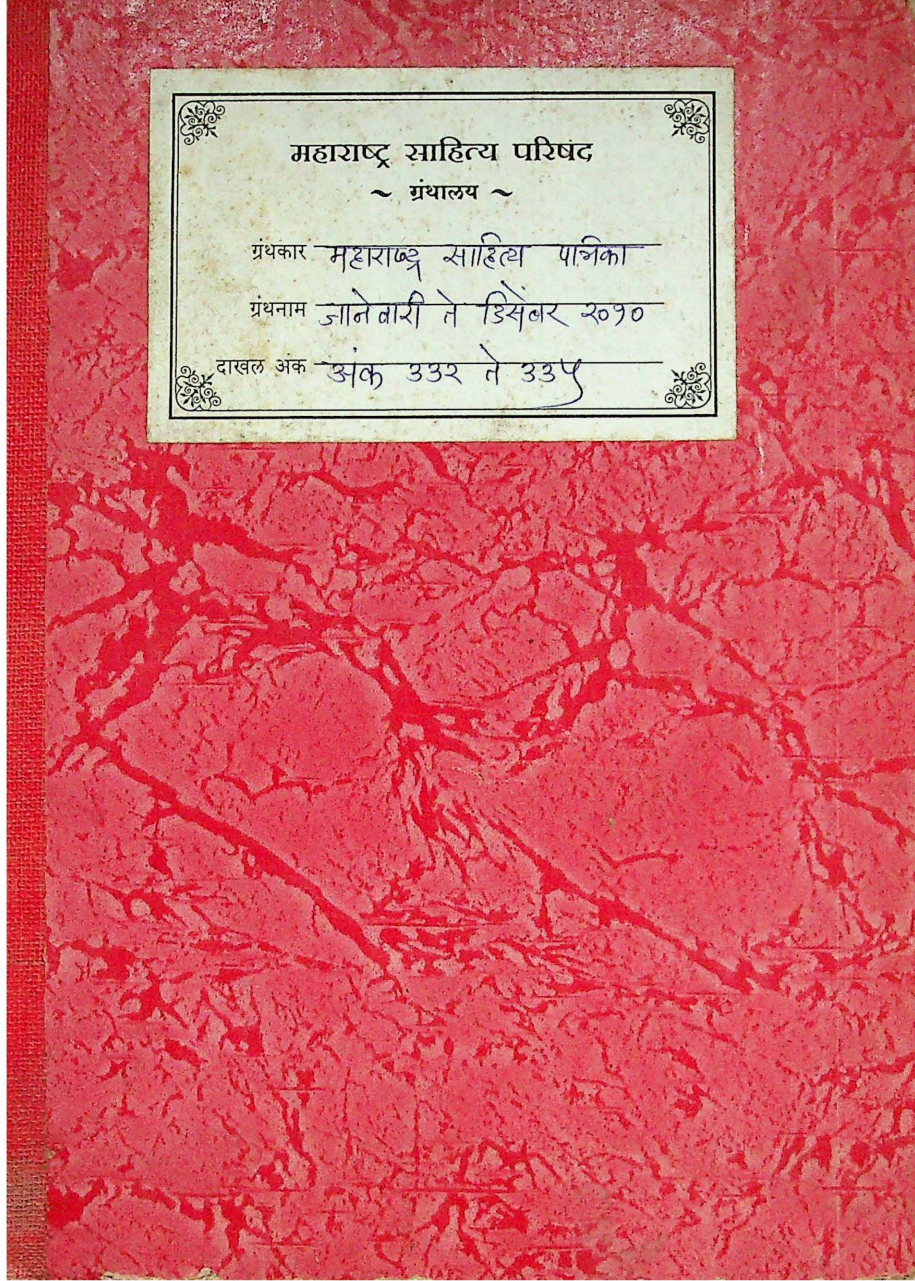 महाराष्ट्र साहित्य परिषद
~ ग्रंथालय ~
ग्रंथकार महाराष्ट्र साहित्य पत्रिका
ग्रंथनाम जानेवारी ते डिसेंबर २०१०
दाखल अंक अंक ३३२ ते ३३५